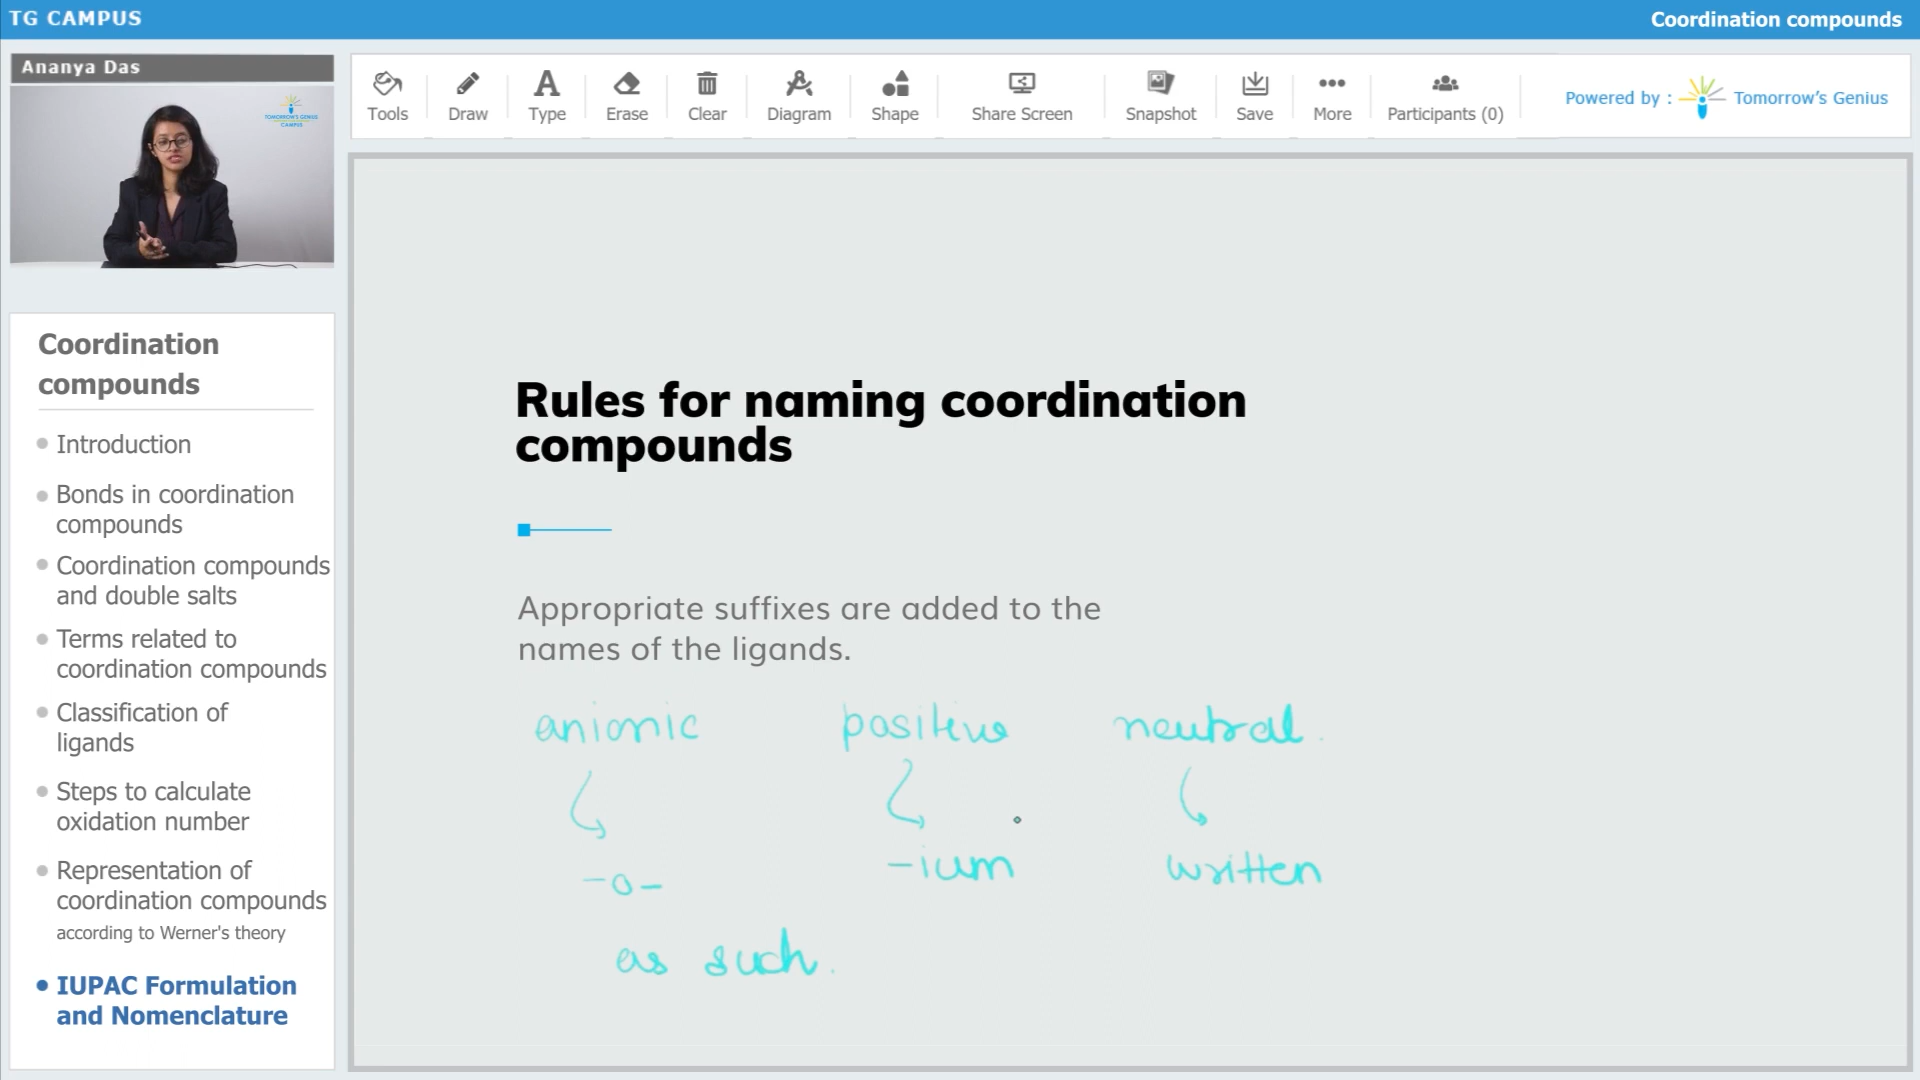 TG CAMPUS
Coordination compounds
Ananya Das
TOMORROW'S GENIUS
CAMPUS
Tools
Draw
Type
Erase
Clear
Diagram
Shape
Share Screen
Snapshot
Save
More
Participants (0)
Powered by :
Tomorrow's Genius
Coordination
compounds
Introduction
Bonds in coordination
compounds
Coordination compounds
and double salts
Terms related to
coordination compounds
Classification of
ligands
Steps to calculate
oxidation number
Representation of
coordination compounds
according to Werner's theory
IUPAC Formulation
and Nomenclature
Rules for naming coordination
compounds
Appropriate suffixes are added to the
names of the ligands.
anionic positive neutral.
-o- -ium written
as such.